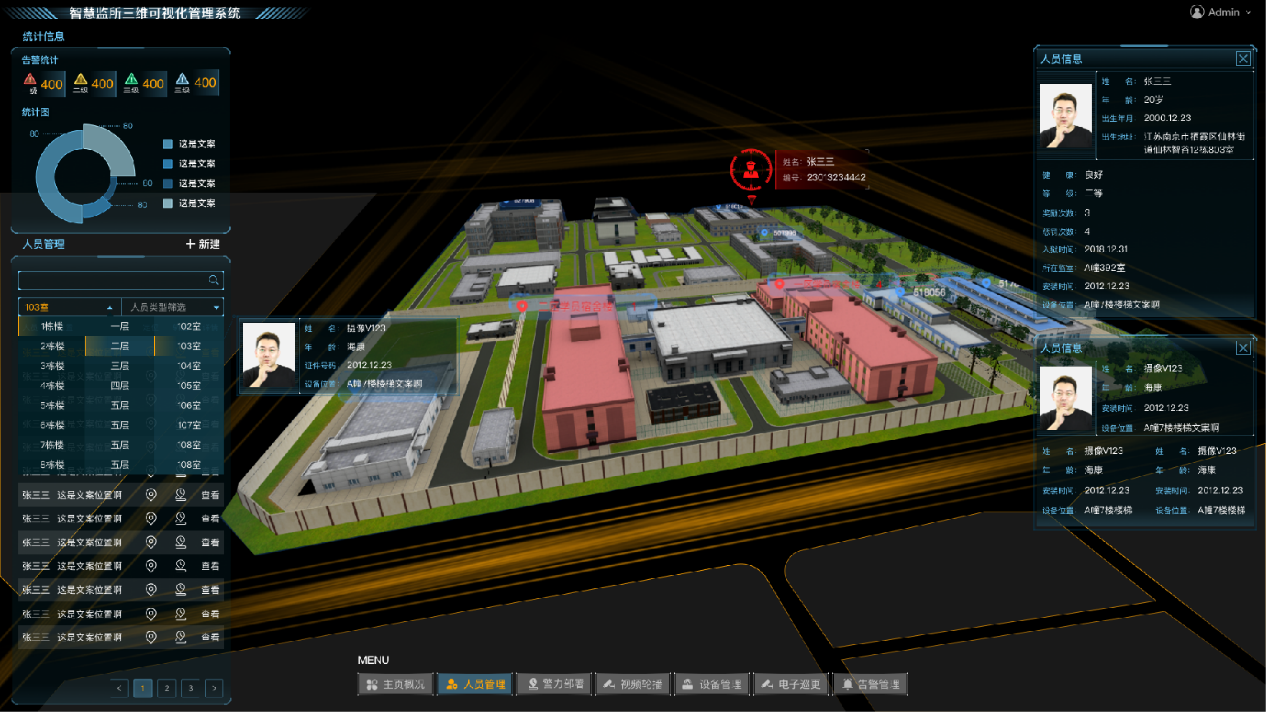 智慧监所三维可视化管理系统
Admin
统计信息
告警统计
级 400
二级 400
三级 400
三级 400
统计图
80
80
60
80
这是文案
这是文案
这是文案
这是文案
人员管理
+ 新建
103室
人员类型筛选
1栋楼 一层 102室
2栋楼 二层 103室
3栋楼 三层 104室
4栋楼 四层 105室
5栋楼 五层 106室
6栋楼 五层 107室
7栋楼 五层 108室
8栋楼 五层 108室
张三三 这是文案位置啊 查看
张三三 这是文案位置啊 查看
张三三 这是文案位置啊 查看
张三三 这是文案位置啊 查看
张三三 这是文案位置啊 查看
张三三 这是文案位置啊 查看
张三三 这是文案位置啊 查看
< 1 2 3 >
姓名: 张三三
编号: 23013234442
姓 名: 摄像V123
年 龄: 海康
证件号码 2012.12.23
设备位置: A幢7楼楼梯文案啊
人员信息
姓 名: 张三三
年 龄: 20岁
出生年月: 2000.12.23
出生地址: 江苏南京市栖霞区仙林街
道仙林智谷12栋803室
健 康: 良好
等 级: 二等
奖励次数: 3
惩罚次数: 4
入狱时间: 2018.12.31
所在监室: A幢392室
安装时间: 2012.12.23
设备位置: A幢7楼楼梯文案啊
人员信息
姓 名: 摄像V123
年 龄: 海康
安装时间: 2012.12.23
设备位置: A幢7楼楼梯文案啊
姓 名: 摄像V123 姓 名: 摄像V123
年 龄: 海康 年 龄: 海康
安装时间: 2012.12.23 安装时间: 2012.12.23
设备位置: A幢7楼楼梯 设备位置: A幢7楼楼梯
MENU
主页概况
人员管理
警力部署
视频轮播
设备管理
电子巡更
告警管理